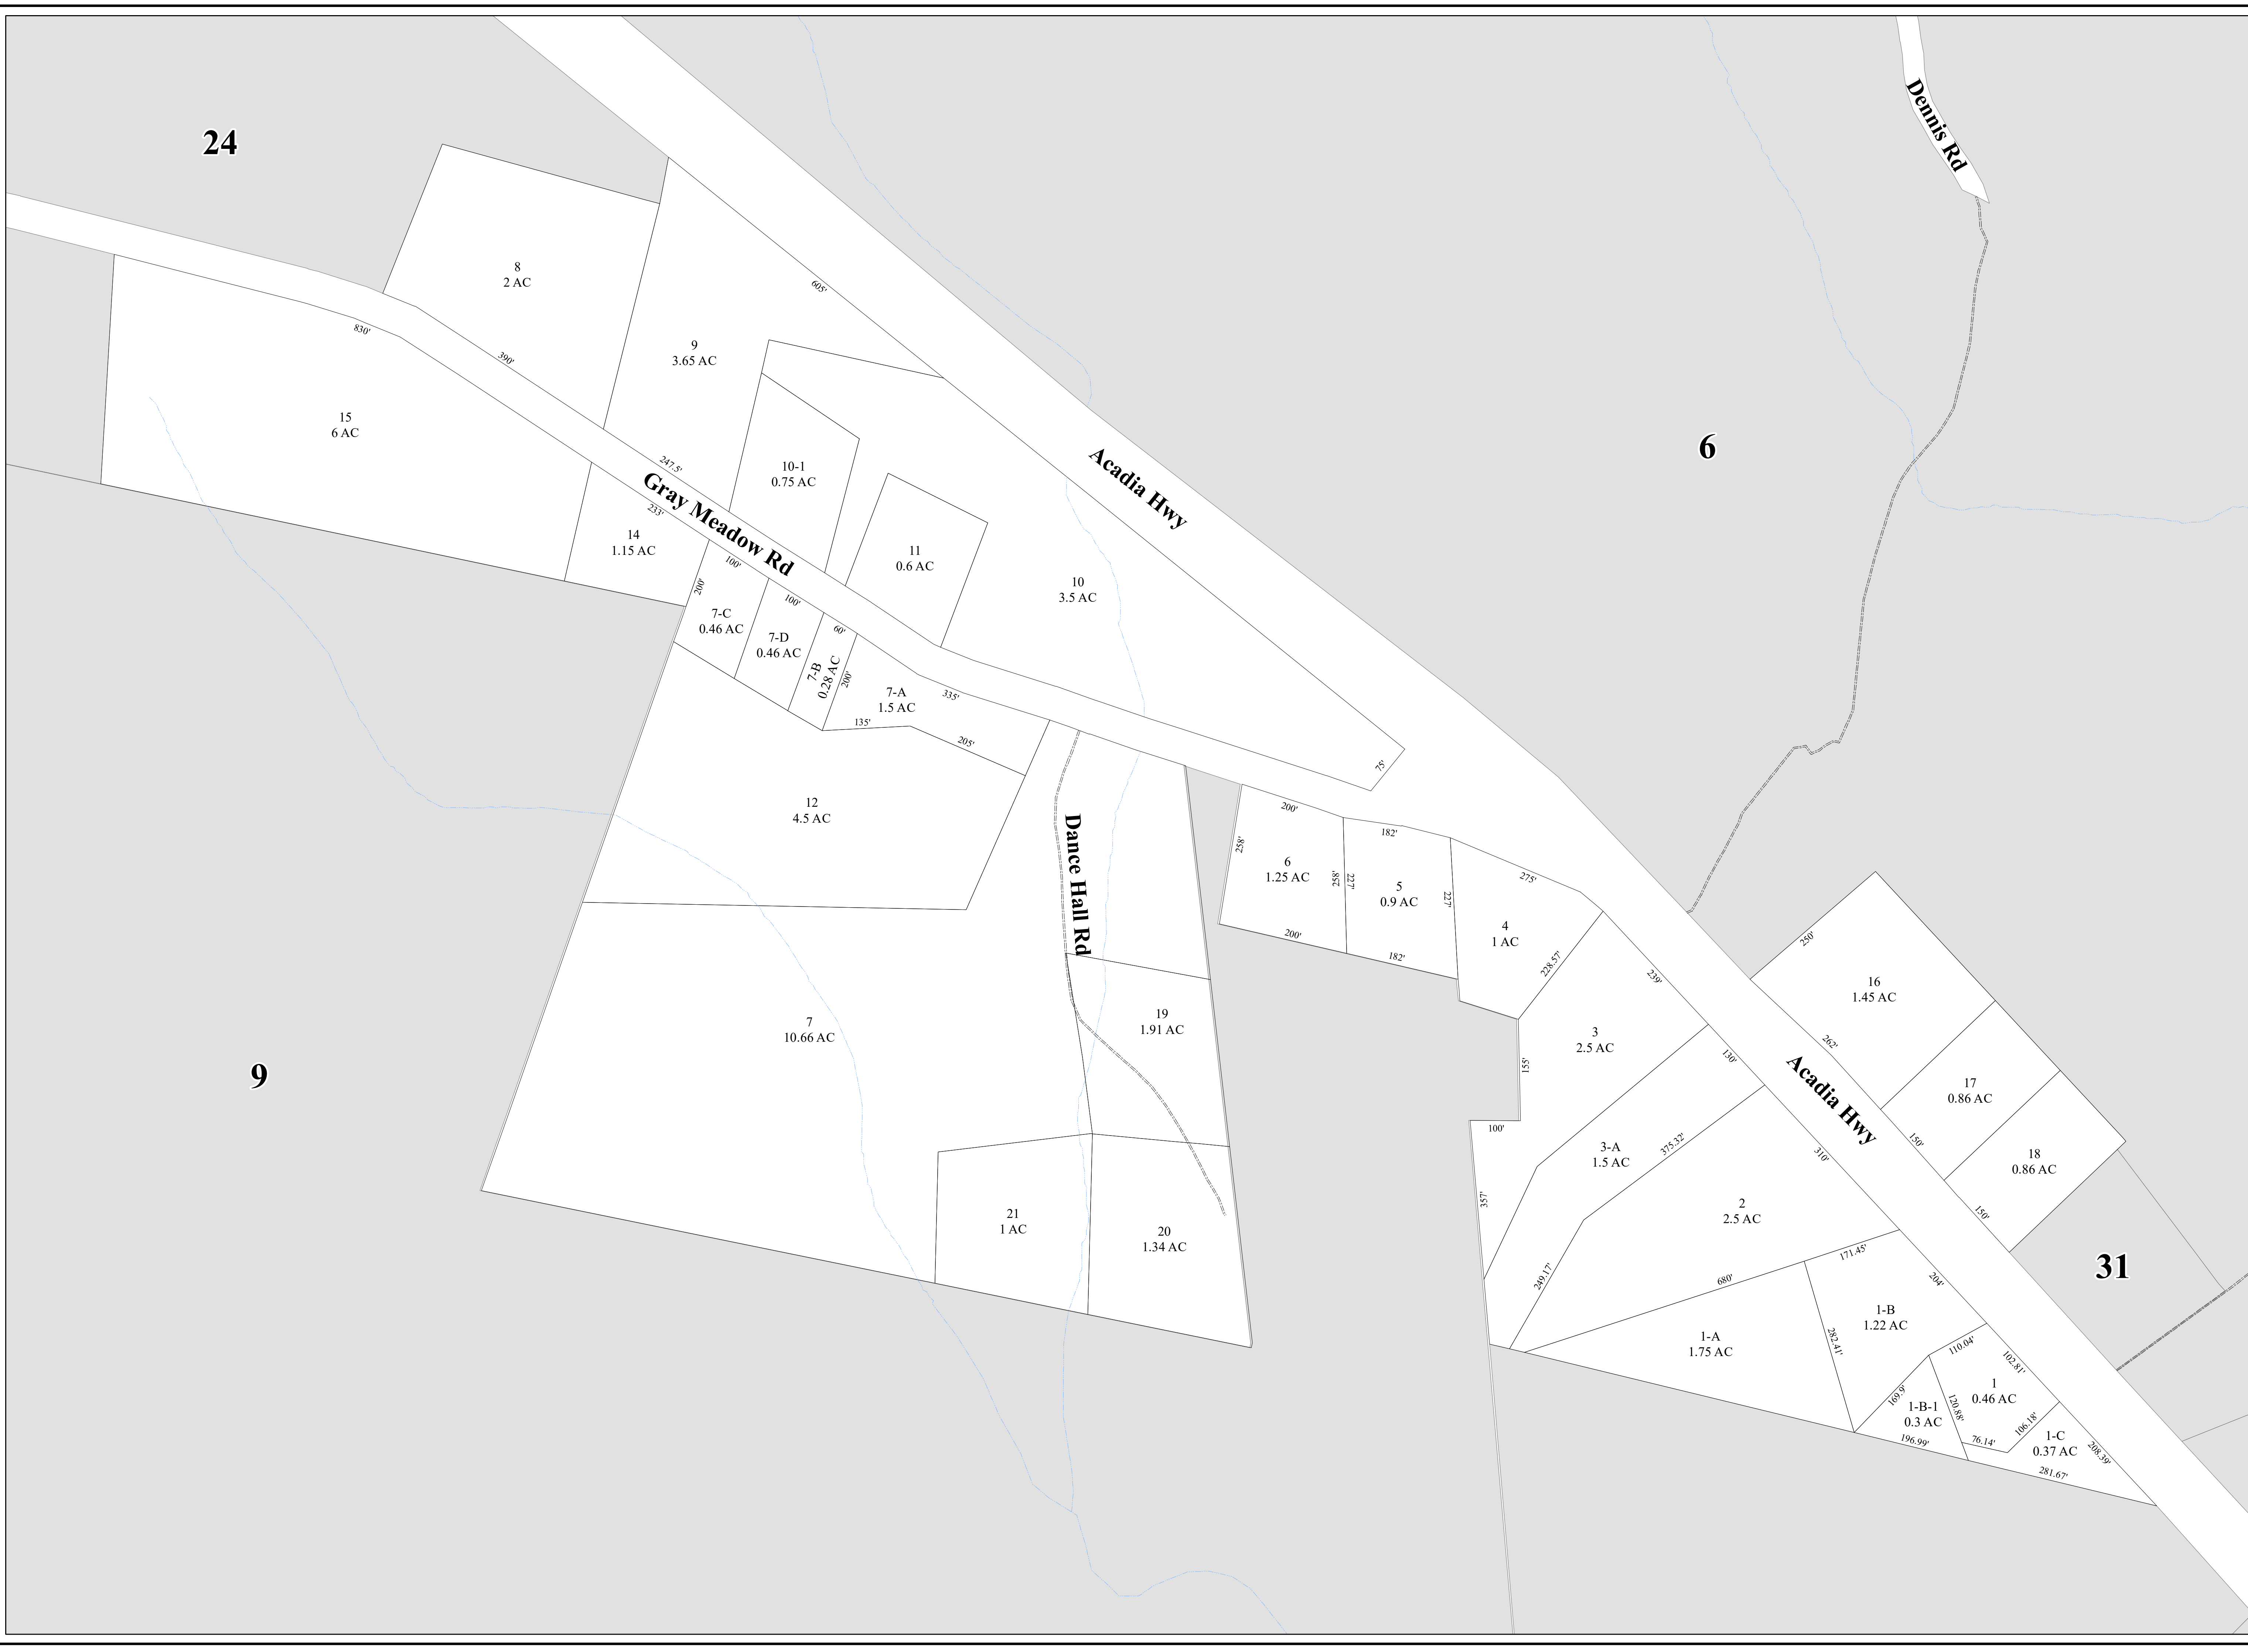 24
Dennis Rd
8
2 AC
605'
830'
390'
9
3.65 AC
15
6 AC
6
Acadia Hwy
247.5'
10-1
0.75 AC
Gray Meadow Rd
233'
14
1.15 AC
11
0.6 AC
10
3.5 AC
100'
200'
100'
7-C
0.46 AC
60'
7-D
0.46 AC
7-B
0.28 AC
200'
7-A
1.5 AC
335'
135'
205'
75'
12
4.5 AC
Dance Hall Rd
200'
182'
258'
6
1.25 AC
258'
227'
5
0.9 AC
227'
275'
4
1 AC
200'
182'
228.57'
250'
239'
16
1.45 AC
7
10.66 AC
19
1.91 AC
3
2.5 AC
262'
130'
155'
9
Acadia Hwy
17
0.86 AC
100'
3-A
1.5 AC
375.32'
310'
150'
18
0.86 AC
357'
2
2.5 AC
150'
21
1 AC
20
1.34 AC
171.45'
31
249.17'
680'
204'
1-B
1.22 AC
1-A
1.75 AC
282.41'
110.04'
102.81'
169.9'
1
0.46 AC
1-B-1
0.3 AC
120.88'
106.18'
196.99'
76.14'
1-C
0.37 AC
208.39'
281.67'